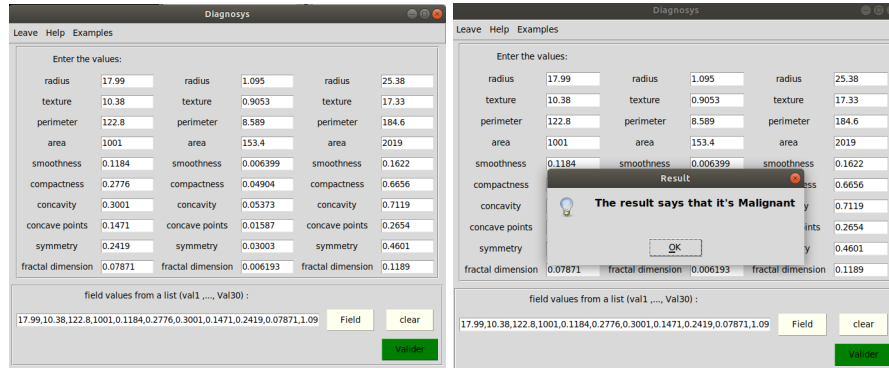 Diagnosys
Leave Help Examples
Enter the values:
radius 17.99 radius 1.095 radius 25.38
texture 10.38 texture 0.9053 texture 17.33
perimeter 122.8 perimeter 8.589 perimeter 184.6
area 1001 area 153.4 area 2019
smoothness 0.1184 smoothness 0.006399 smoothness 0.1622
compactness 0.2776 compactness 0.04904 compactness 0.6656
concavity 0.3001 concavity 0.05373 concavity 0.7119
concave points 0.1471 concave points 0.01587 concave points 0.2654
symmetry 0.2419 symmetry 0.03003 symmetry 0.4601
fractal dimension 0.07871 fractal dimension 0.006193 fractal dimension 0.1189
field values from a list (val1 ,..., Val30) :
17.99,10.38,122.8,1001,0.1184,0.2776,0.3001,0.1471,0.2419,0.07871,1.09 Field clear
Valider
Diagnosys
Leave Help Examples
Enter the values:
radius 17.99 radius 1.095 radius 25.38
texture 10.38 texture 0.9053 texture 17.33
perimeter 122.8 perimeter 8.589 perimeter 184.6
area 1001 area 153.4 area 2019
smoothness 0.1184 smoothness 0.006399 smoothness 0.1622
compactness ess 0.6656
concavity y 0.7119
concave points ints 0.2654
symmetry y 0.4601
Result
The result says that it's Malignant
OK
fractal dimension 0.07871 fractal dimension 0.006193 fractal dimension 0.1189
field values from a list (val1 ,..., Val30) :
17.99,10.38,122.8,1001,0.1184,0.2776,0.3001,0.1471,0.2419,0.07871,1.09 Field clear
Valider